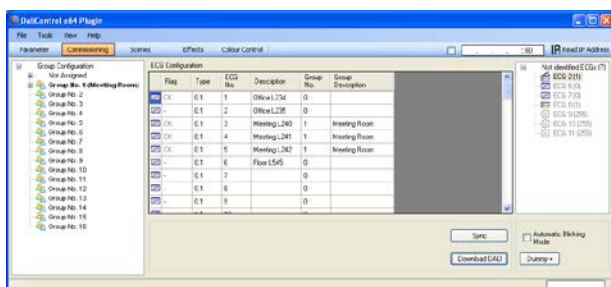 DaliControl e64 Plugin
File Tools View Help
Parameter Commissioning Scenes Effects Colour Control : 80 IP Read IP Address
Group Configuration
Not Assigned
Group No. 1 (Meeting Room)
Group No. 2
Group No. 3
Group No. 4
Group No. 5
Group No. 6
Group No. 7
Group No. 8
Group No. 9
Group No. 10
Group No. 11
Group No. 12
Group No. 13
Group No. 14
Group No. 15
Group No. 16
ECG Configuration
Flag Type ECG No. Description Group No. Group Description
OK 0.1 1 Office L234 0
- 0.1 2 Office L235 0
OK 0.1 3 Meeting L240 1 Meeting Room
OK 0.1 4 Meeting L241 1 Meeting Room
OK 0.1 5 Meeting L242 1 Meeting Room
- 0.1 6 Floor L545 0
- 0.1 7 0
- 0.1 8 0
- 0.1 9 0
Not identified ECGs (7)
ECG 2 (1)
ECG 6 (0)
ECG 7 (0)
ECG 8 (1)
ECG 9 (255)
ECG 10 (255)
ECG 11 (255)
Sync
Automatic Blinking Mode
Download DALI
Dummy +